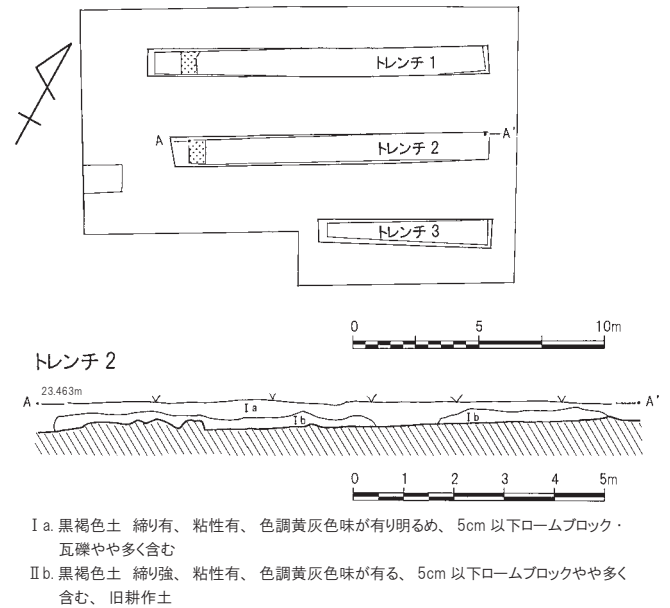 トレンチ 1
A
A'
トレンチ 2
トレンチ 3
0 5 10m
トレンチ 2
A 23.463m A'
Ⅰa
Ⅰb Ⅰb
0 1 2 3 4 5m
Ⅰa. 黒褐色土 締り有、 粘性有、 色調黄灰色味が有り明るめ、 5cm 以下ロームブロック・
瓦礫やや多く含む
Ⅱb. 黒褐色土 締り強、 粘性有、 色調黄灰色味が有る、 5cm 以下ロームブロックやや多く
含む、 旧耕作土